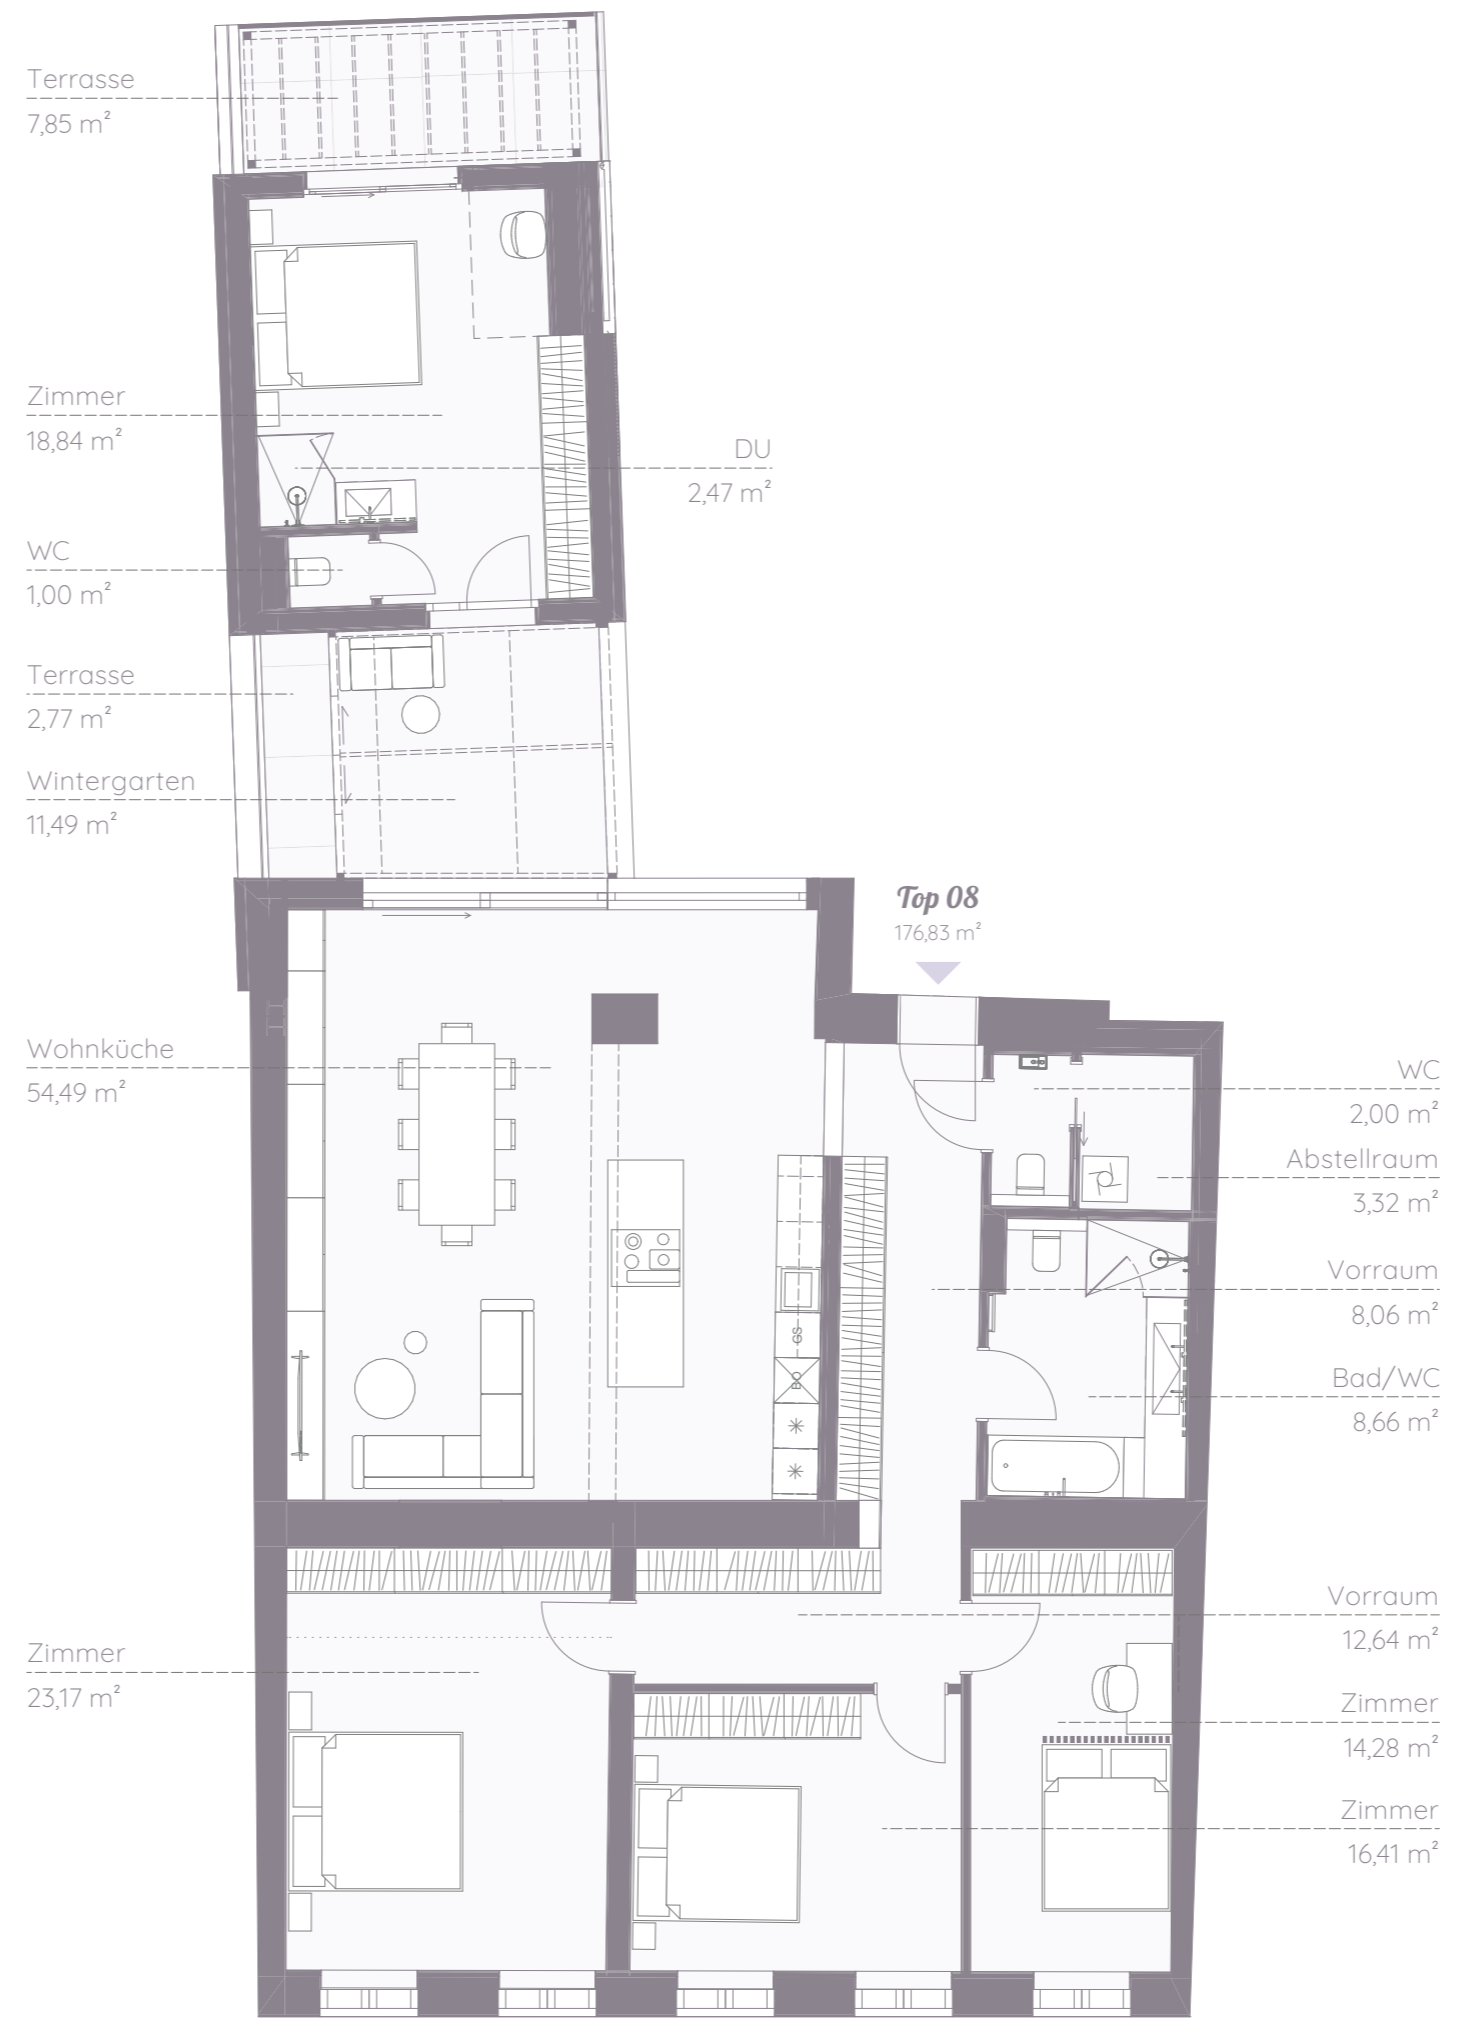 Terrasse
7,85 m²
Zimmer
18,84 m²
DU
2,47 m²
WC
1,00 m²
Terrasse
2,77 m²
Wintergarten
11,49 m²
Top 08
176,83 m²
Wohnküche
54,49 m²
WC
2,00 m²
Abstellraum
3,32 m²
Vorraum
8,06 m²
GS
BO
Bad/WC
8,66 m²
Vorraum
12,64 m²
Zimmer
23,17 m²
Zimmer
14,28 m²
Zimmer
16,41 m²